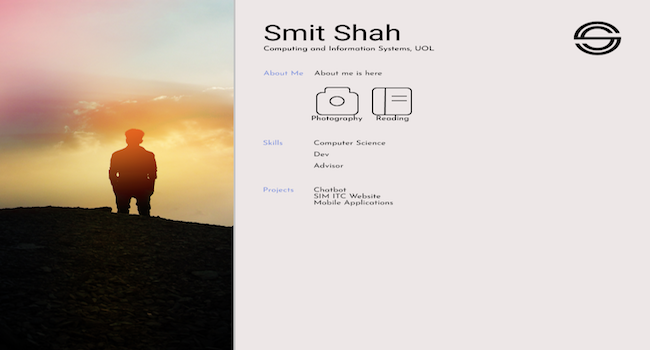 Smit Shah
Computing and Information Systems, UOL
About Me About me is here
Photography Reading
Skills Computer Science
Dev
Advisor
Projects Chatbot
SIM ITC Website
Mobile Applications